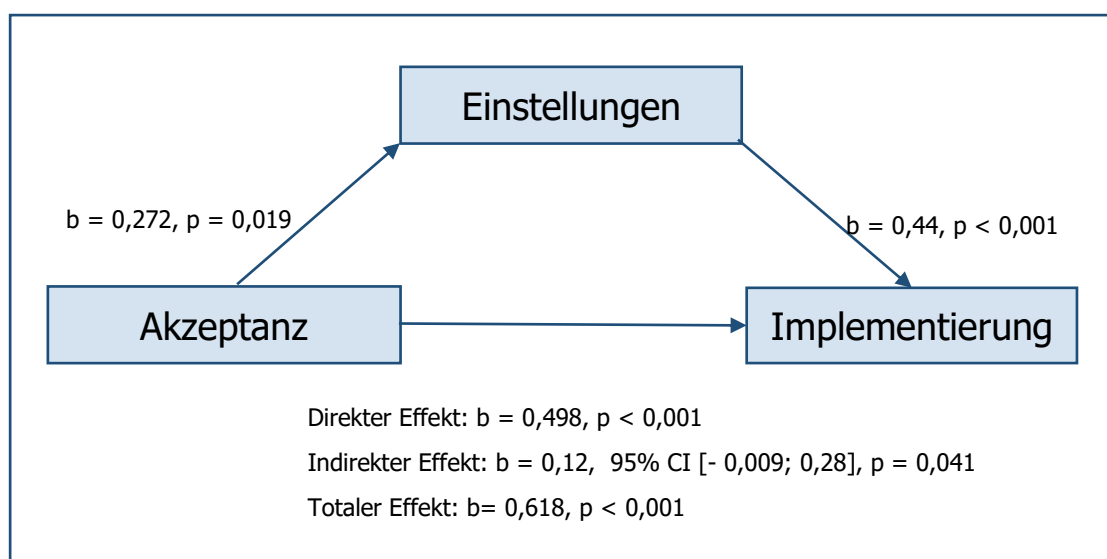 Einstellungen
b = 0,272, p = 0,019
b = 0,44, p < 0,001
Akzeptanz
Implementierung
Direkter Effekt: b = 0,498, p < 0,001
Indirekter Effekt: b = 0,12,  95% CI [- 0,009; 0,28], p = 0,041
Totaler Effekt: b= 0,618, p < 0,001